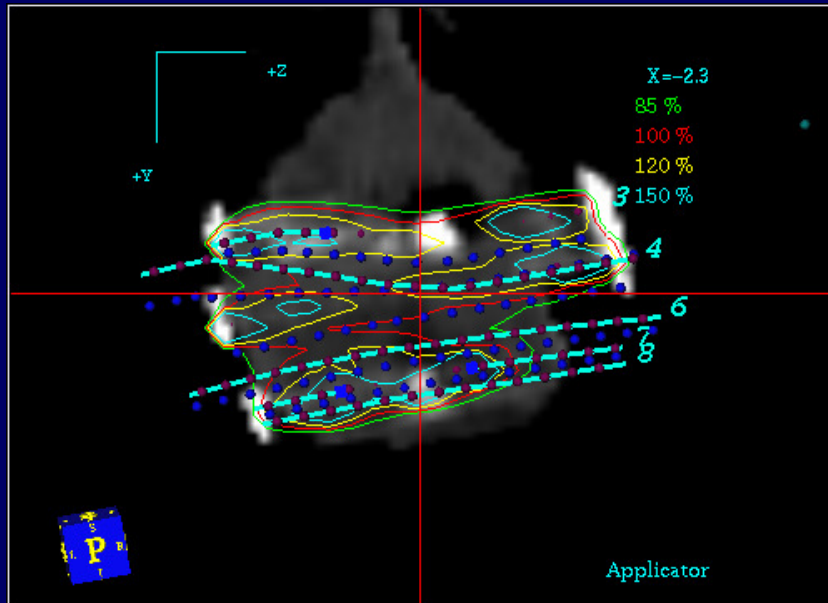 +Z
X=-2.3
85 %
100 %
120 %
150 %
+Y
3
4
6
7
8
S
L
P
R
I
Applicator